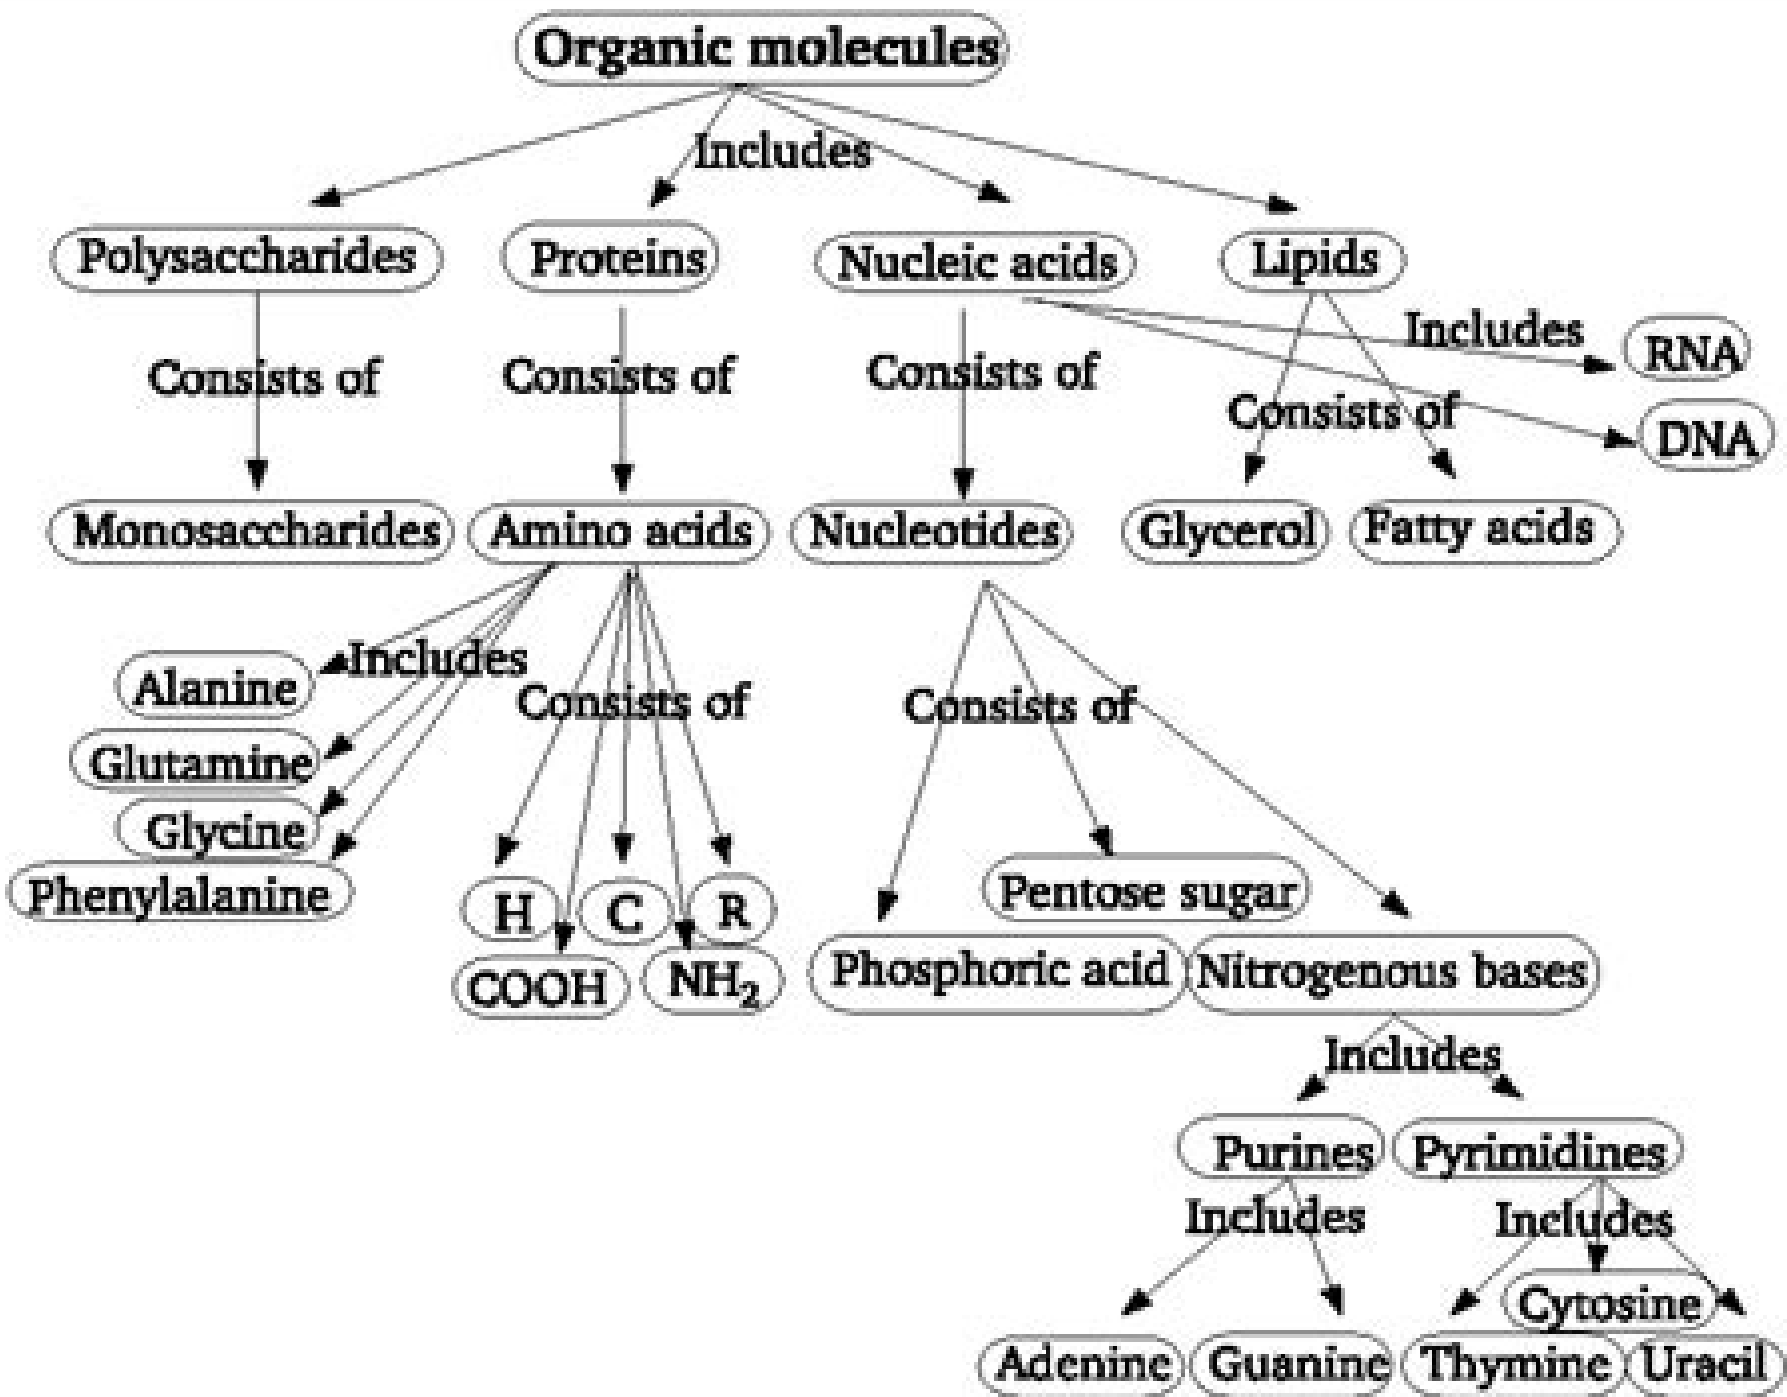 Organic molecules
Includes
Polysaccharides
Proteins
Nucleic acids
Lipids
Includes
RNA
Consists of
Consists of
Consists of
Consists of
DNA
Monosaccharides
Amino acids
Nucleotides
Glycerol
Fatty acids
Includes
Alanine
Consists of
Consists of
Glutamine
Glycine
Phenylalanine
H
C
R
Pentose sugar
COOH
NH₂
Phosphoric acid
Nitrogenous bases
Includes
Purines
Pyrimidines
Includes
Includes
Cytosine
Adenine
Guanine
Thymine
Uracil